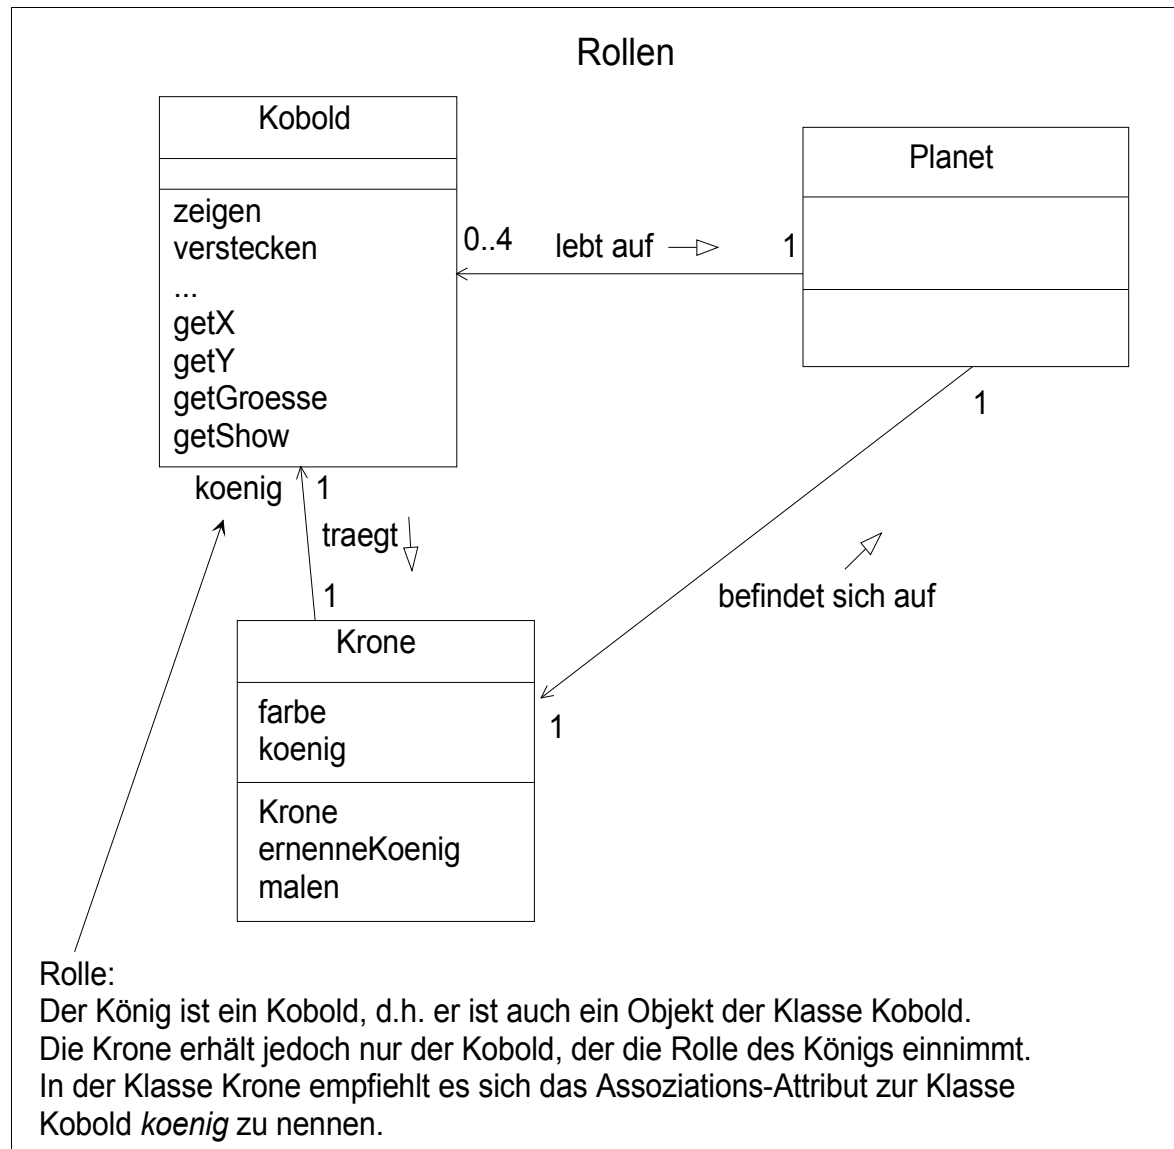 Rollen
Kobold
zeigen
verstecken
...
getX
getY
getGroesse
getShow
Planet
0..4
lebt auf
1
1
koenig
1
traegt
1
befindet sich auf
1
Krone
farbe
koenig
Krone
ernenneKoenig
malen
Rolle:
Der König ist ein Kobold, d.h. er ist auch ein Objekt der Klasse Kobold.
Die Krone erhält jedoch nur der Kobold, der die Rolle des Königs einnimmt.
In der Klasse Krone empfiehlt es sich das Assoziations-Attribut zur Klasse
Kobold koenig zu nennen.